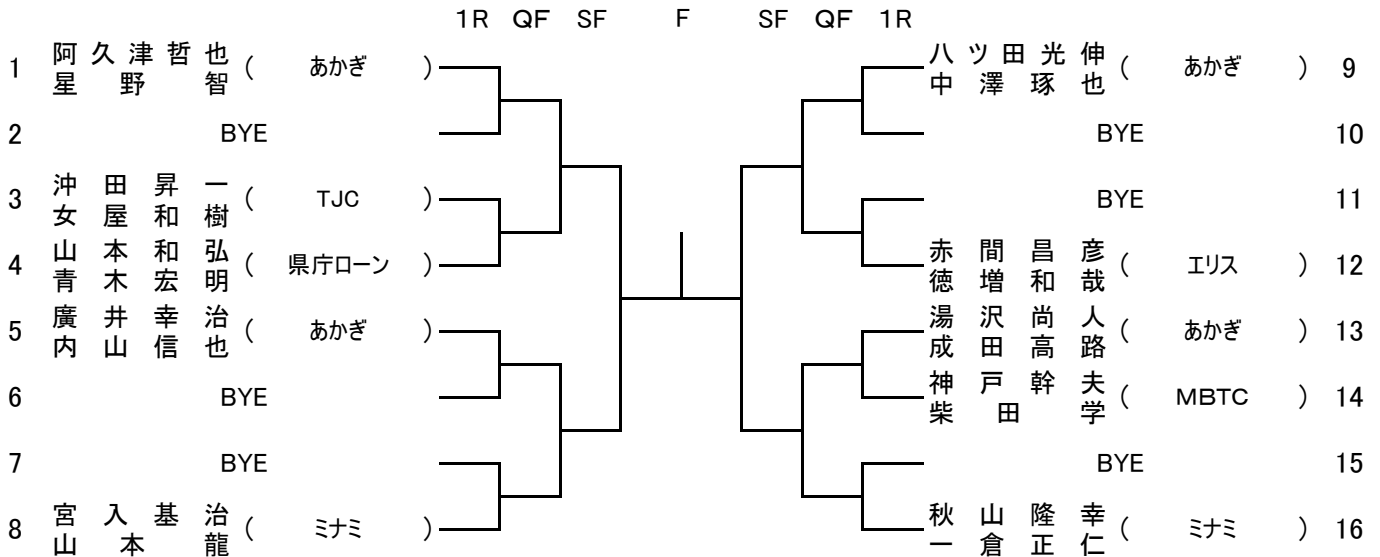 1R QF SF F SF QF 1R
1 阿久津哲也 星野智 ( あかぎ )
2 BYE
3 沖田昇一 女屋和樹 ( TJC )
4 山本和弘 青木宏明 ( 県庁ローン )
5 廣井幸治 内山信也 ( あかぎ )
6 BYE
7 BYE
8 宮入基治 山本龍 ( ミナミ )
八ツ田光伸 中澤琢也 ( あかぎ ) 9
BYE 10
BYE 11
赤間昌彦 徳増和哉 ( エリス ) 12
湯沢尚人 成田高路 ( あかぎ ) 13
神戸幹夫 柴田学 ( MBTC ) 14
BYE 15
秋山隆幸 一倉正仁 ( ミナミ ) 16